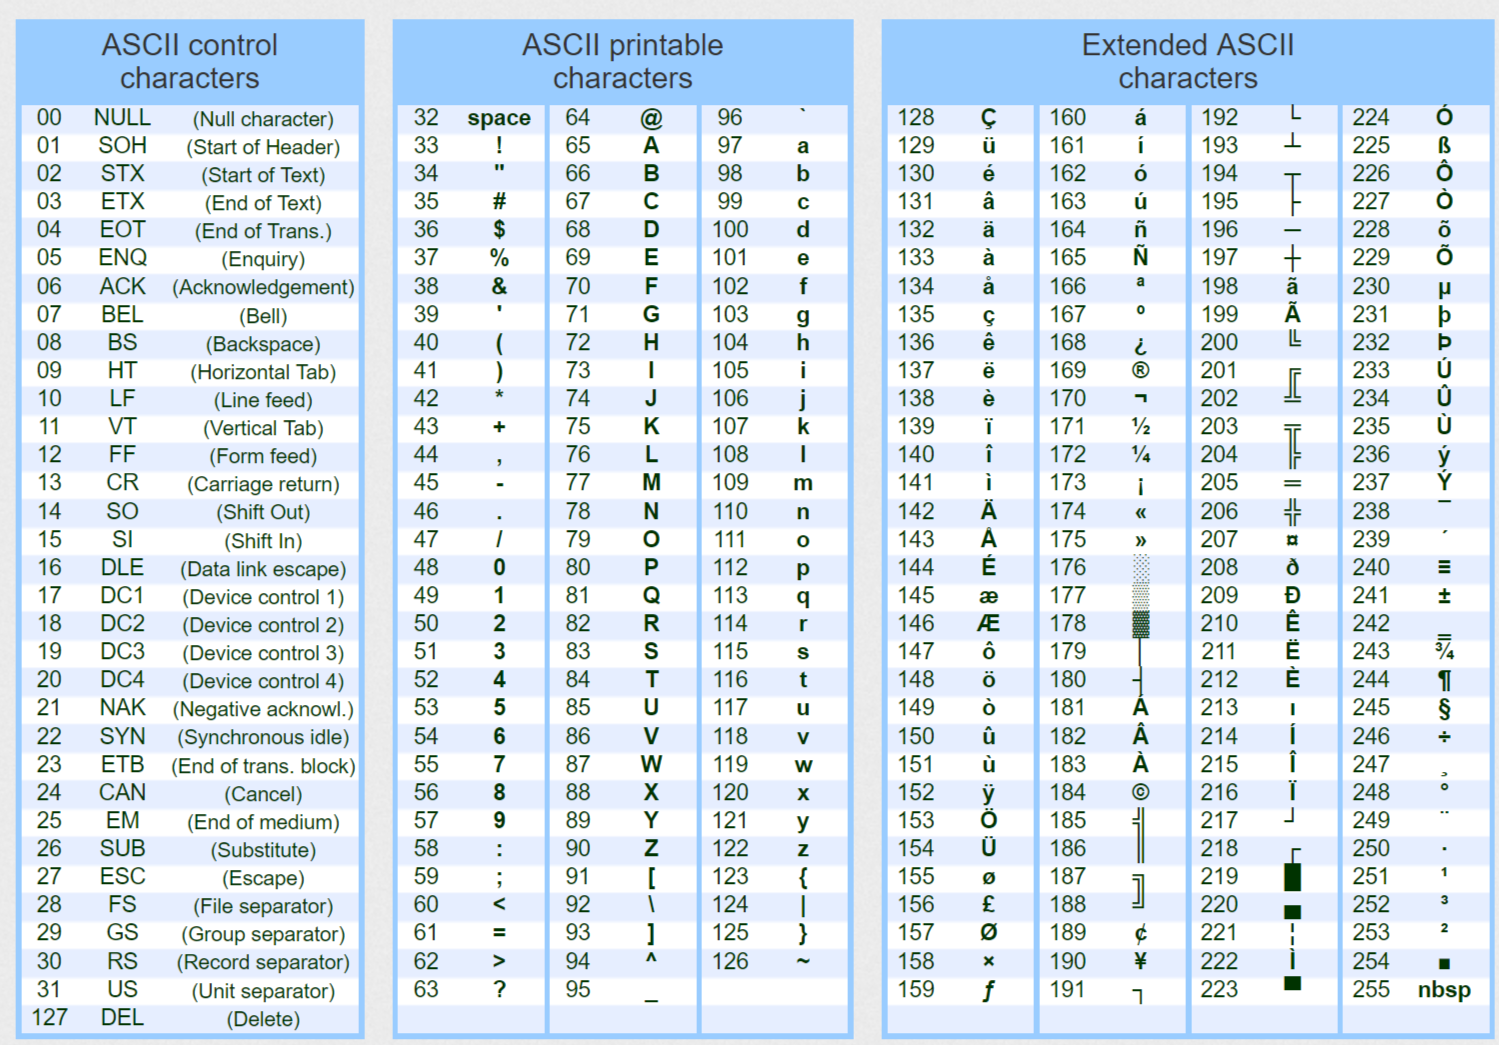 ASCII control
characters
00 NULL (Null character)
01 SOH (Start of Header)
02 STX (Start of Text)
03 ETX (End of Text)
04 EOT (End of Trans.)
05 ENQ (Enquiry)
06 ACK (Acknowledgement)
07 BEL (Bell)
08 BS (Backspace)
09 HT (Horizontal Tab)
10 LF (Line feed)
11 VT (Vertical Tab)
12 FF (Form feed)
13 CR (Carriage return)
14 SO (Shift Out)
15 SI (Shift In)
16 DLE (Data link escape)
17 DC1 (Device control 1)
18 DC2 (Device control 2)
19 DC3 (Device control 3)
20 DC4 (Device control 4)
21 NAK (Negative acknowl.)
22 SYN (Synchronous idle)
23 ETB (End of trans. block)
24 CAN (Cancel)
25 EM (End of medium)
26 SUB (Substitute)
27 ESC (Escape)
28 FS (File separator)
29 GS (Group separator)
30 RS (Record separator)
31 US (Unit separator)
127 DEL (Delete)
ASCII printable
characters
32 space 64 @ 96 `
33 ! 65 A 97 a
34 " 66 B 98 b
35 # 67 C 99 c
36 $ 68 D 100 d
37 % 69 E 101 e
38 & 70 F 102 f
39 ' 71 G 103 g
40 ( 72 H 104 h
41 ) 73 I 105 i
42 * 74 J 106 j
43 + 75 K 107 k
44 , 76 L 108 l
45 - 77 M 109 m
46 . 78 N 110 n
47 / 79 O 111 o
48 0 80 P 112 p
49 1 81 Q 113 q
50 2 82 R 114 r
51 3 83 S 115 s
52 4 84 T 116 t
53 5 85 U 117 u
54 6 86 V 118 v
55 7 87 W 119 w
56 8 88 X 120 x
57 9 89 Y 121 y
58 : 90 Z 122 z
59 ; 91 [ 123 {
60 < 92 \ 124 |
61 = 93 ] 125 }
62 > 94 ^ 126 ~
63 ? 95 _
Extended ASCII
characters
128 Ç 160 á 192 └ 224 Ó
129 ü 161 í 193 ┴ 225 ß
130 é 162 ó 194 ┬ 226 Ô
131 â 163 ú 195 ├ 227 Ò
132 ä 164 ñ 196 ─ 228 õ
133 à 165 Ñ 197 ┼ 229 Õ
134 å 166 ª 198 ã 230 µ
135 ç 167 º 199 Ã 231 þ
136 ê 168 ¿ 200 ╚ 232 Þ
137 ë 169 ® 201 ╔ 233 Ú
138 è 170 ¬ 202 ╩ 234 Û
139 ï 171 ½ 203 ╦ 235 Ù
140 î 172 ¼ 204 ╠ 236 ý
141 ì 173 ¡ 205 ═ 237 Ý
142 Ä 174 « 206 ╬ 238 ¯
143 Å 175 » 207 ¤ 239 ´
144 É 176 ░ 208 ð 240 ≡
145 æ 177 ▒ 209 Ð 241 ±
146 Æ 178 ▓ 210 Ê 242 ‗
147 ô 179 │ 211 Ë 243 ¾
148 ö 180 ┤ 212 È 244 ¶
149 ò 181 Á 213 ı 245 §
150 û 182 Â 214 Í 246 ÷
151 ù 183 À 215 Î 247 ¸
152 ÿ 184 © 216 Ï 248 °
153 Ö 185 ╣ 217 ┘ 249 ¨
154 Ü 186 ║ 218 ┌ 250 ·
155 ø 187 ╗ 219 █ 251 ¹
156 £ 188 ╝ 220 ▄ 252 ³
157 Ø 189 ¢ 221 ¦ 253 ²
158 × 190 ¥ 222 Ì 254 ■
159 ƒ 191 ┐ 223 ▀ 255 nbsp